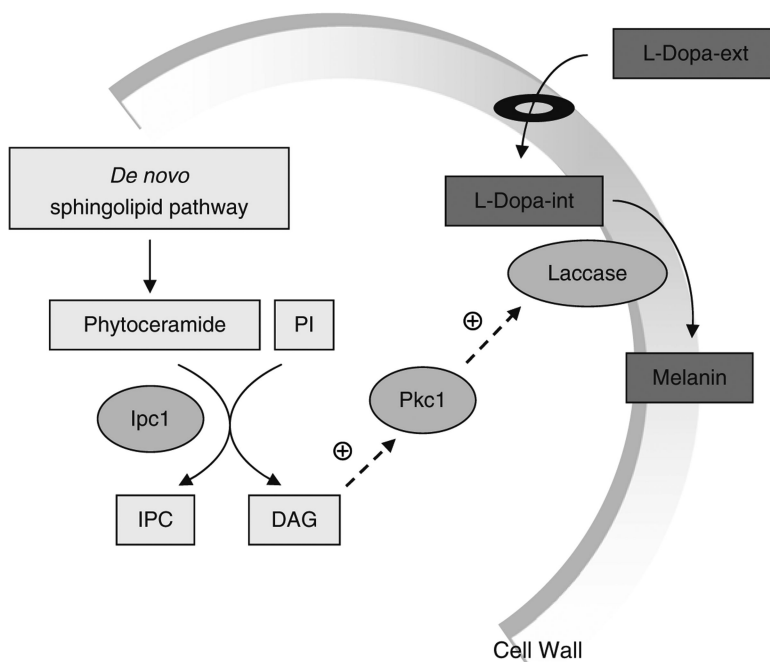 L-Dopa-ext
De novo
sphingolipid pathway
L-Dopa-int
Laccase
Phytoceramide
PI
⊕
Melanin
Pkc1
Ipc1
⊕
IPC
DAG
Cell Wall